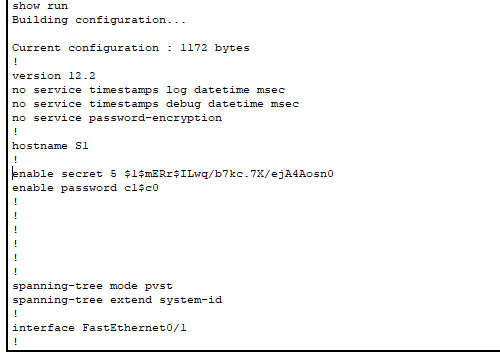 show run
Building configuration...
Current configuration : 1172 bytes
!
version 12.2
no service timestamps log datetime msec
no service timestamps debug datetime msec
no service password-encryption
!
hostname S1
!
enable secret 5 $1$mERr$ILwq/b7kc.7X/ejA4Aosn0
enable password c1$c0
!
!
!
!
!
!
spanning-tree mode pvst
spanning-tree extend system-id
!
interface FastEthernet0/1
!